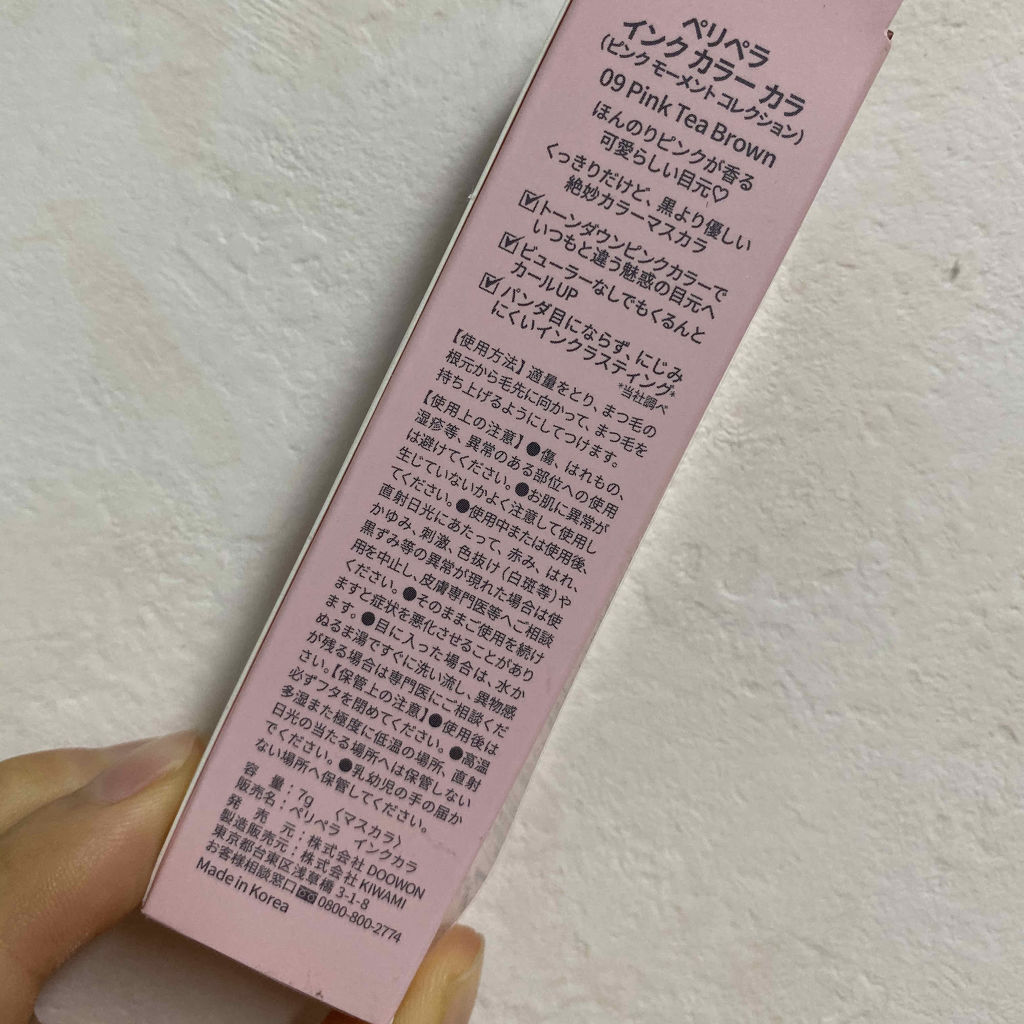 ペリペラ
インク カラー カラ
(ピンク モーメント コレクション)
09 Pink Tea Brown
ほんのりピンクが香る
可愛らしい目元♡
くっきりだけど、黒より優しい
絶妙カラーマスカラ
☑トーンダウンピンクカラーで
いつもと違う魅惑の目元へ
☑ビューラーなしでもくるんと
カールUP
☑パンダ目にならず、にじみ
にくいインクラスティング*
*当社調べ
【使用方法】適量をとり、まつ毛の
根元から毛先に向かって、まつ毛を
持ち上げるようにしてつけます。
【使用上の注意】●傷、はれもの、
湿疹等、異常のある部位への使用
は避けてください。●お肌に異常が
生じていないかよく注意して使用し
てください。●使用中または使用後、
直射日光にあたって、赤み、はれ、
かゆみ、刺激、色抜け(白斑等)や
黒ずみ等の異常が現れた場合は使
用を中止し、皮膚専門医等へご相談
ください。●そのままご使用を続け
ますと症状を悪化させることがあり
ます。●目に入った場合は、水か
ぬるま湯ですぐに洗い流し、異物感
が残る場合は専門医にご相談くだ
さい。【保管上の注意】●使用後は
必ずフタを閉めてください。●高温
多湿また極度に低温の場所、直射
日光の当たる場所へは保管しない
でください。●乳幼児の手の届か
ない場所へ保管してください。
容 量:7g 〈マスカラ〉
販売名:ペリペラ インクカラ
発 売 元:株式会社 DOOWON
製造販売元:株式会社 KIWAMI
東京都台東区浅草橋 3-1-8
お客様相談窓口 0800-800-2774
Made in Korea